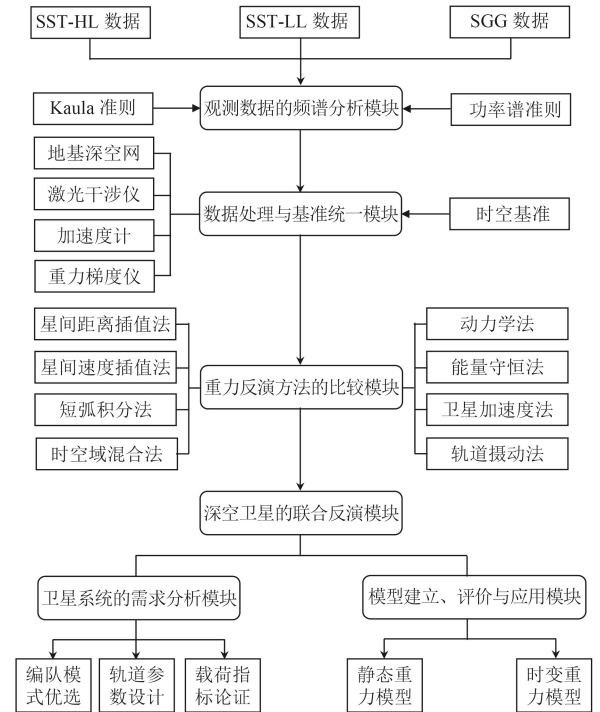 SST-HL 数据
SST-LL 数据
SGG 数据
Kaula 准则
观测数据的频谱分析模块
功率谱准则
地基深空网
激光干涉仪
加速度计
重力梯度仪
数据处理与基准统一模块
时空基准
星间距离插值法
星间速度插值法
短弧积分法
时空域混合法
重力反演方法的比较模块
动力学法
能量守恒法
卫星加速度法
轨道摄动法
深空卫星的联合反演模块
卫星系统的需求分析模块
模型建立、评价与应用模块
编队模
式优选
轨道参
数设计
载荷指
标论证
静态重
力模型
时变重
力模型